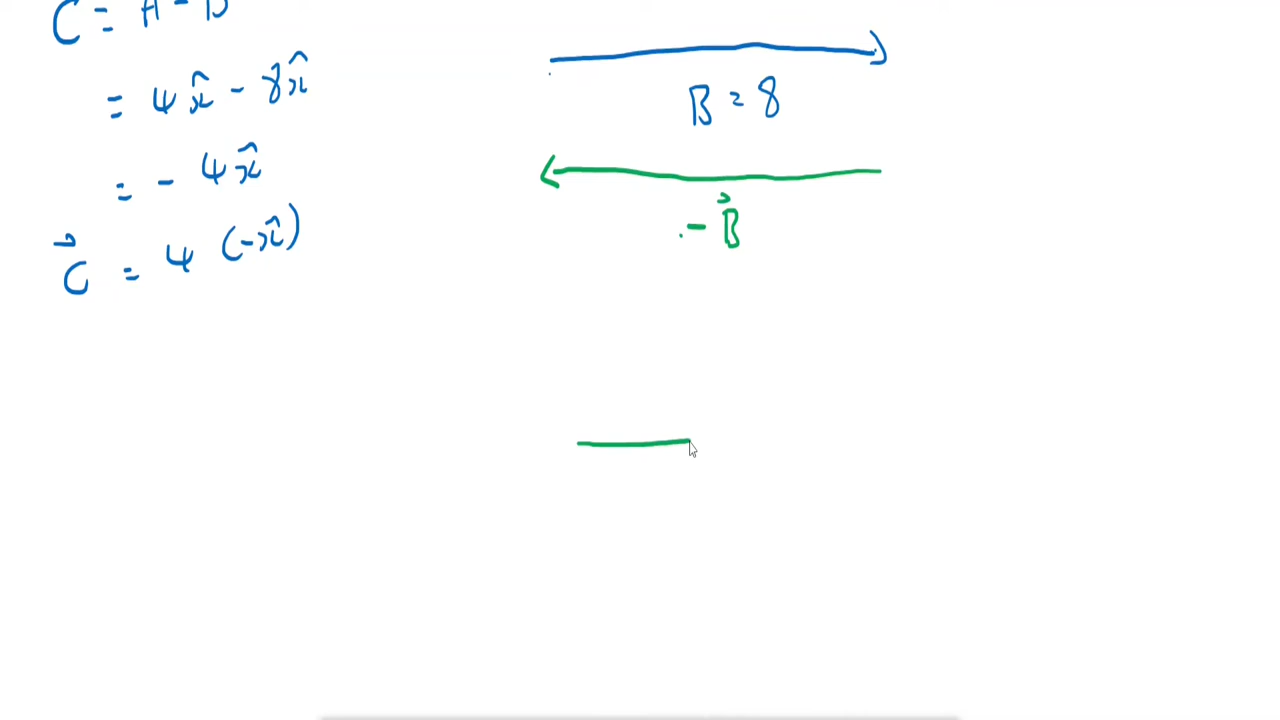 C = A - B
= 4x̂ - 8x̂
= - 4x̂
C⃗ = 4 (-x̂)
B = 8
- B⃗